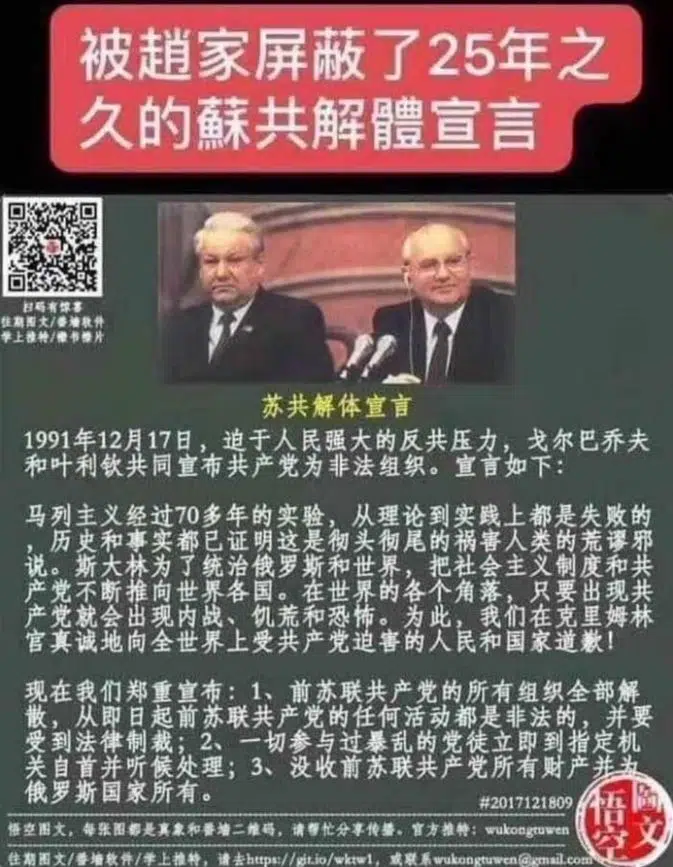 被趙家屏蔽了25年之
久的蘇共解體宣言
扫码有惊喜
往期图文/番墙软件
学上推特/禁书禁片
苏共解体宣言
1991年12月17日，迫于人民强大的反共压力，戈尔巴乔夫
和叶利钦共同宣布共产党为非法组织。宣言如下：
马列主义经过70多年的实验，从理论到实践上都是失败的
，历史和事实都已证明这是彻头彻尾的祸害人类的荒谬邪
说。斯大林为了统治俄罗斯和世界，把社会主义制度和共
产党不断推向世界各国。在世界的各个角落，只要出现共
产党就会出现内战、饥荒和恐怖。为此，我们在克里姆林
宫真诚地向全世界上受共产党迫害的人民和国家道歉！
现在我们郑重宣布：1、前苏联共产党的所有组织全部解
散，从即日起前苏联共产党的任何活动都是非法的，并要
受到法律制裁；2、一切参与过暴乱的党徒立即到指定机
关自首并听候处理；3、没收前苏联共产党所有财产并为
俄罗斯国家所有。
#2017121809
悟空图文
悟空图文，每张图都是真象和番墙二维码，请帮忙分享传播。官方推特：wukongtuwen
往期图文/番墙软件/学上推特，请去https://git.io/wktw1，或联系wukongtuwen@gmail.com